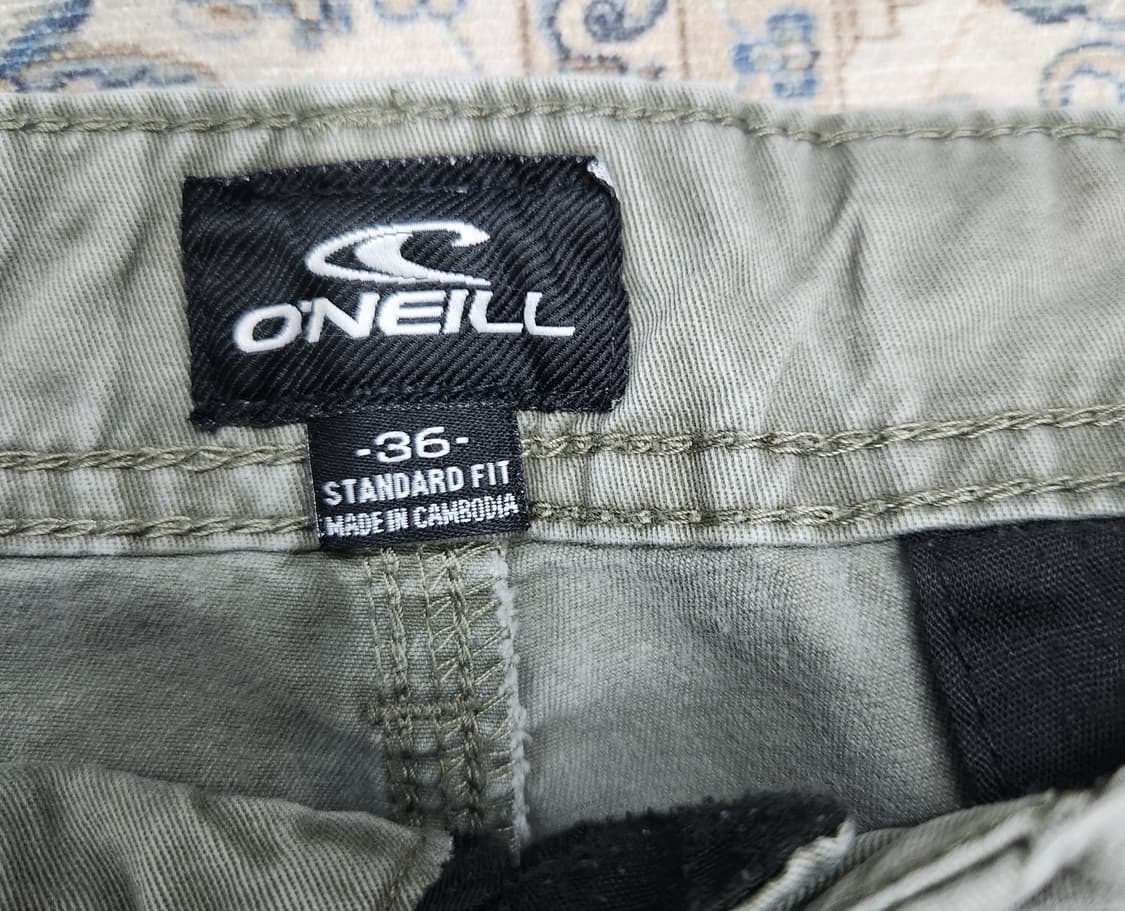 O'NEILL
-36-
STANDARD FIT
MADE IN CAMBODIA